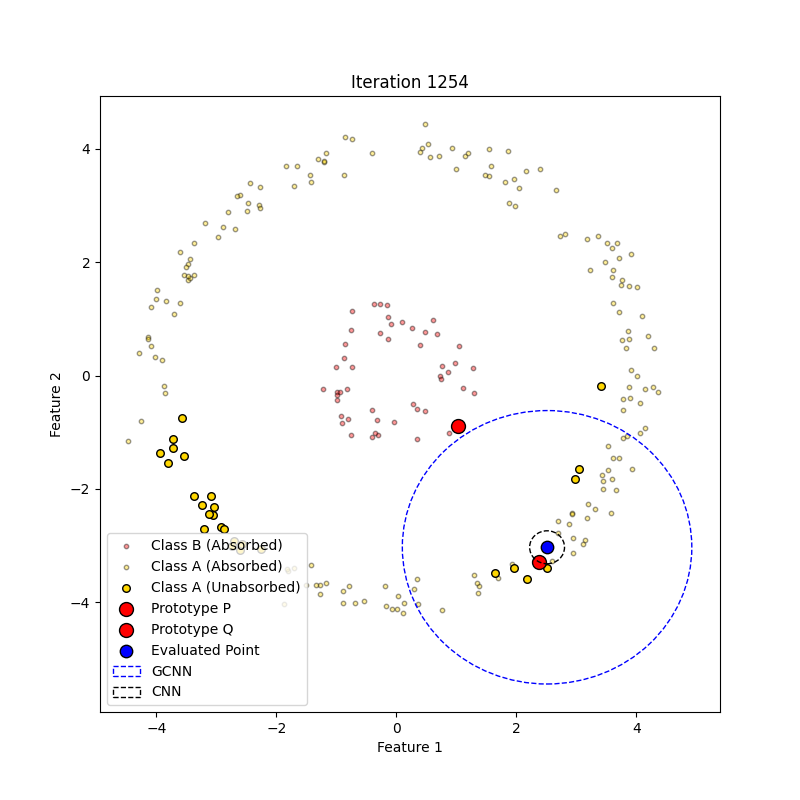 Iteration 1254
4
2
0
−2
−4
Feature 2
Class B (Absorbed)
Class A (Absorbed)
Class A (Unabsorbed)
Prototype P
Prototype Q
Evaluated Point
GCNN
CNN
−4 −2 0 2 4
Feature 1